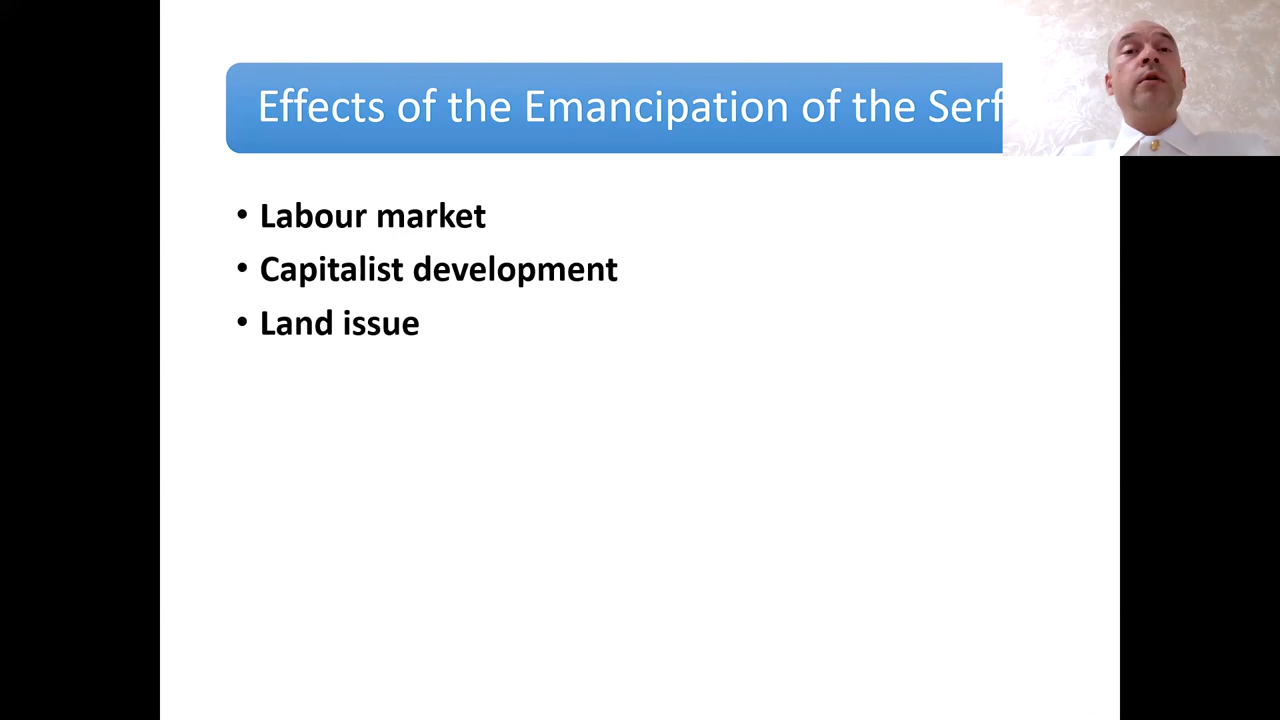 Effects of the Emancipation of the Serf
• Labour market
• Capitalist development
• Land issue